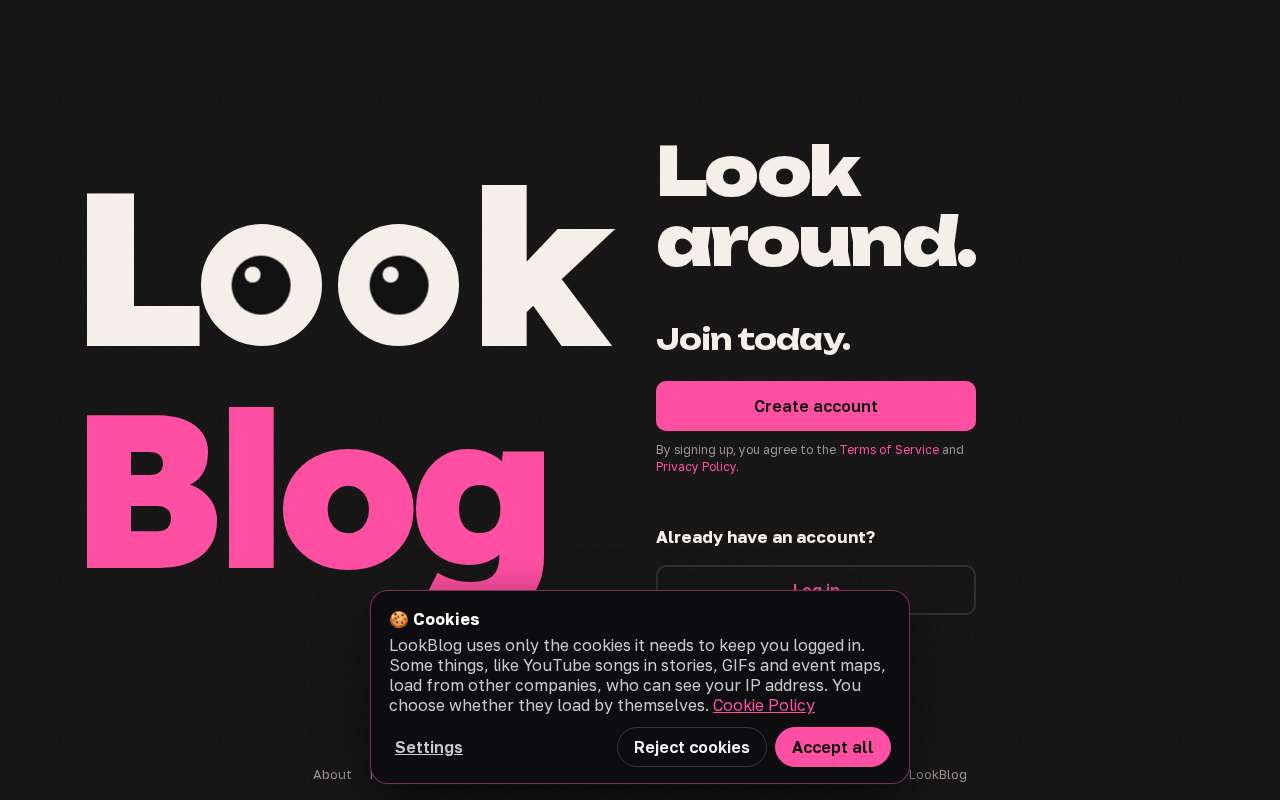 Look
Blog
Look
around.
Join today.
Create account
By signing up, you agree to the Terms of Service and
Privacy Policy.
Already have an account?
Log in
🍪 Cookies
LookBlog uses only the cookies it needs to keep you logged in.
Some things, like YouTube songs in stories, GIFs and event maps,
load from other companies, who can see your IP address. You
choose whether they load by themselves. Cookie Policy
Settings
Reject cookies
Accept all
About
LookBlog